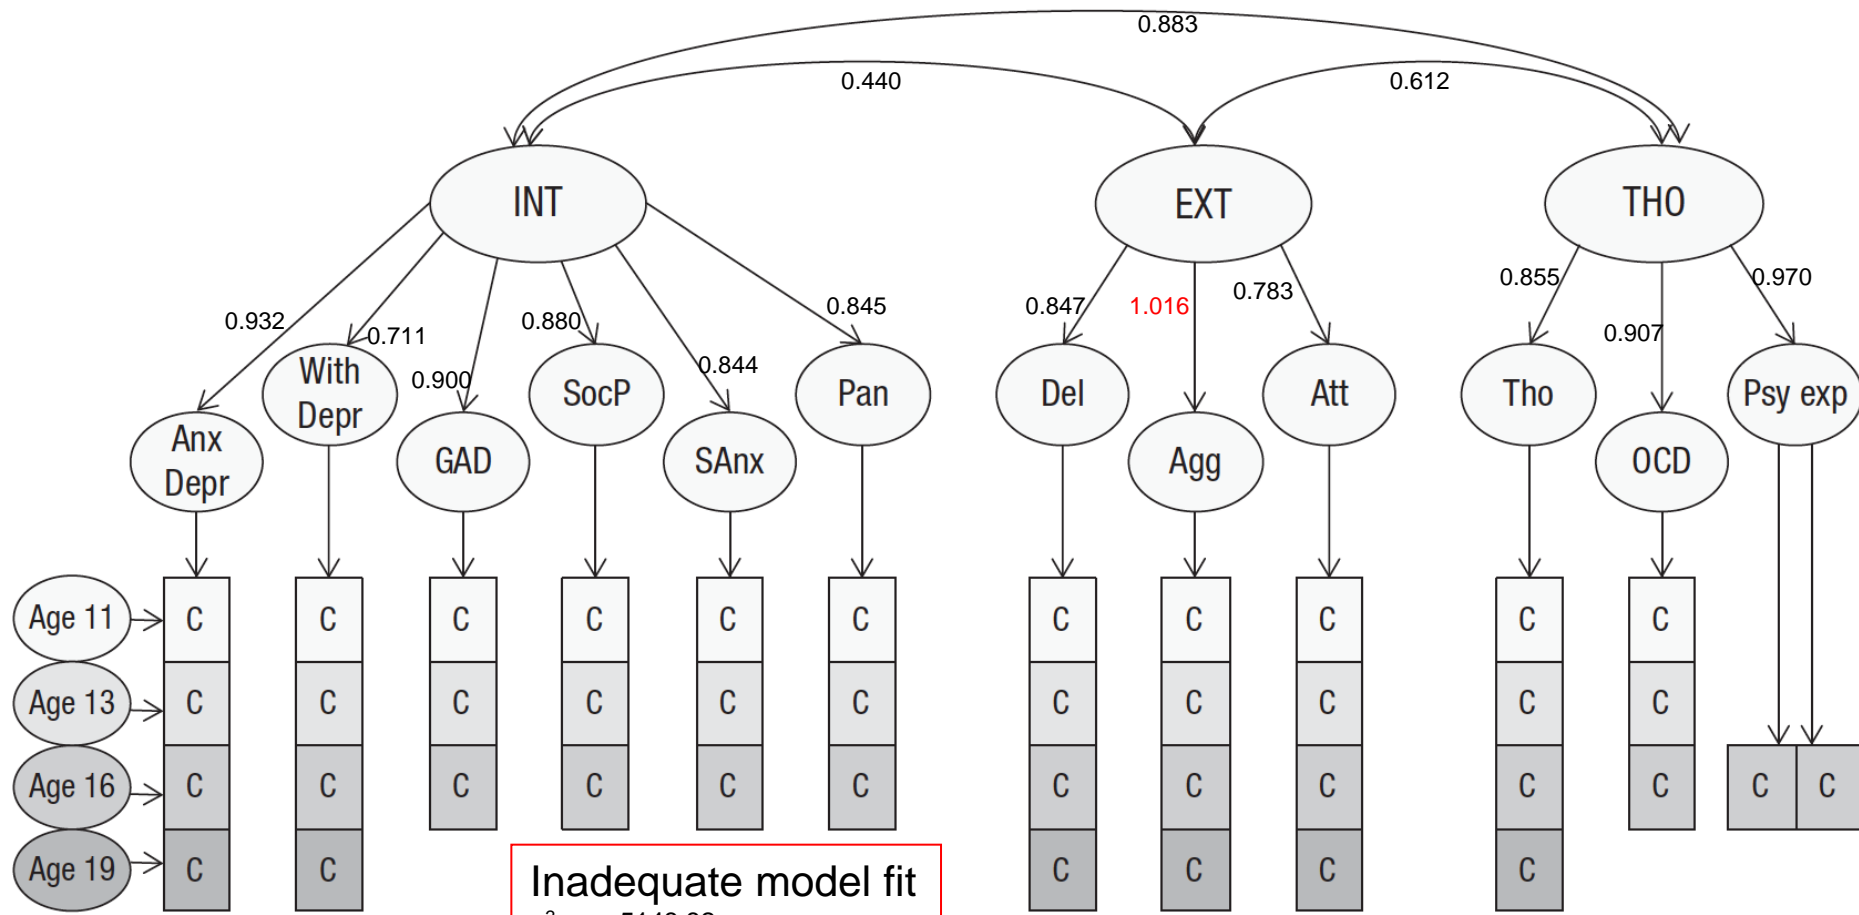 0.883
0.440
0.612
INT
EXT
THO
0.932
0.711
0.900
0.880
0.844
0.845
0.847
1.016
0.783
0.855
0.907
0.970
Anx
Depr
With
Depr
GAD
SocP
SAnx
Pan
Del
Agg
Att
Tho
OCD
Psy exp
Age 11
C C C C C C C C C C C
Age 13
C C C C C C C C C C C
Age 16
C C C C C C C C C C C C C
Age 19
C C C C C C
Inadequate model fit